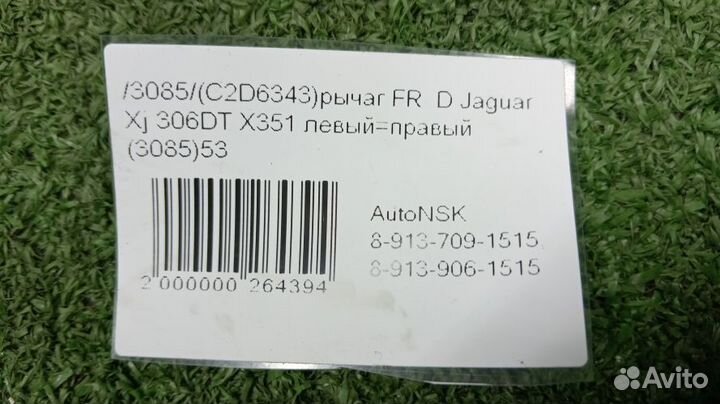 /3085/(C2D6343)рычаг FR D Jaguar
Xj 306DT X351 левый=правый
(3085)53
AutoNSK
8-913-709-1515,
8-913-906-1515
2 000000 264394
Avito